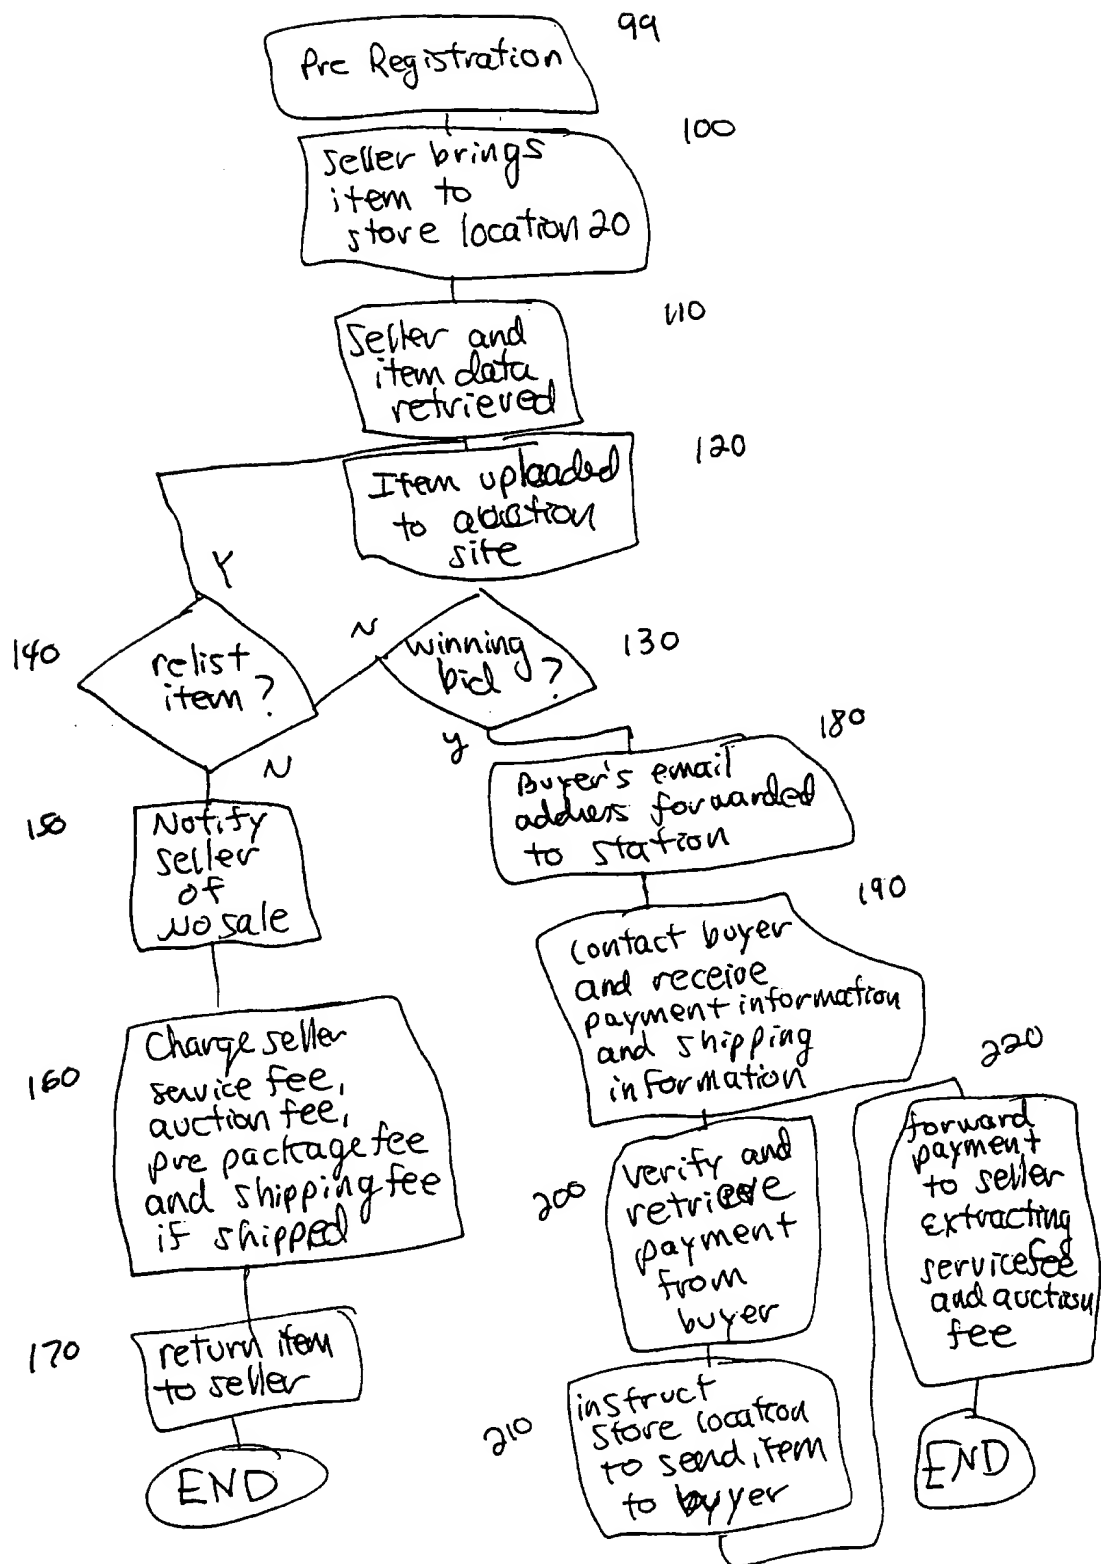 99
Pre Registration
100
Seller brings
item to
store location 20
110
Seller and
item data
retrieved
120
Item uploaded
to auction
site
Y
140
relist
item?
N
winning
bid?
130
N
y
150
Notify
seller
of
No sale
180
Buyer's email
address forwarded
to station
190
Contact buyer
and receive
payment information
and shipping
information
160
Charge seller
service fee,
auction fee,
pre package fee
and shipping fee
if shipped
200
verify and
retrieve
payment
from
buyer
220
forward
payment
to seller
extracting
service fee
and auction
fee
170
return item
to seller
END
210
instruct
store location
to send item
to buyer
END